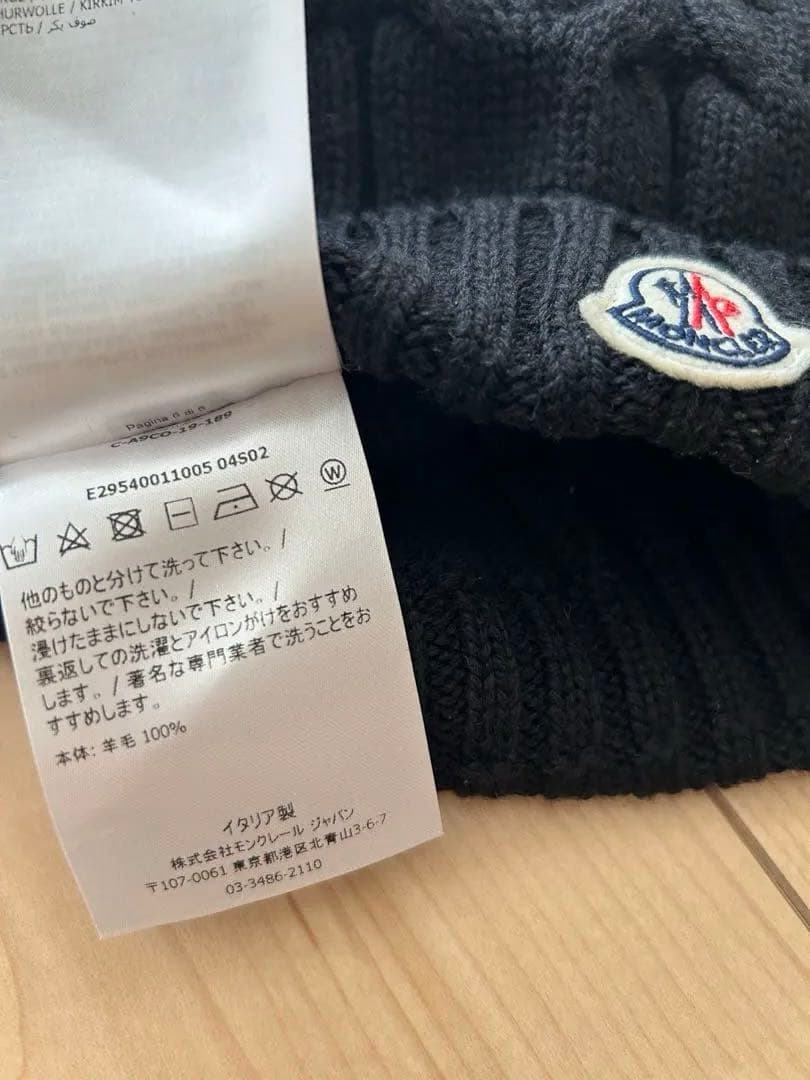 HURWOLLE / KIRKIM
РСТЬ / صوف بكر
Pagina 6 di 6
C-A9CO-19-189
E29540011005 04S02
W
他のものと分けて洗って下さい。/
絞らないで下さい。/
浸けたままにしないで下さい。/
裏返しての洗濯とアイロンがけをおすすめ
します。/ 著名な専門業者で洗うことをお
すすめします。
本体: 羊毛 100%
イタリア製
株式会社モンクレール ジャパン
〒107-0061 東京都港区北青山3-6-7
03-3486-2110
MONCLER